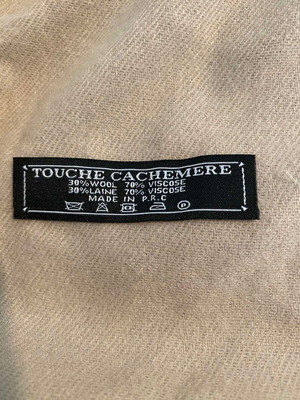 TOUCHE CACHEMERE
30%WOOL 70% VISCOSE
30%LAINE 70% VISCOSE
MADE IN P.R.C
P